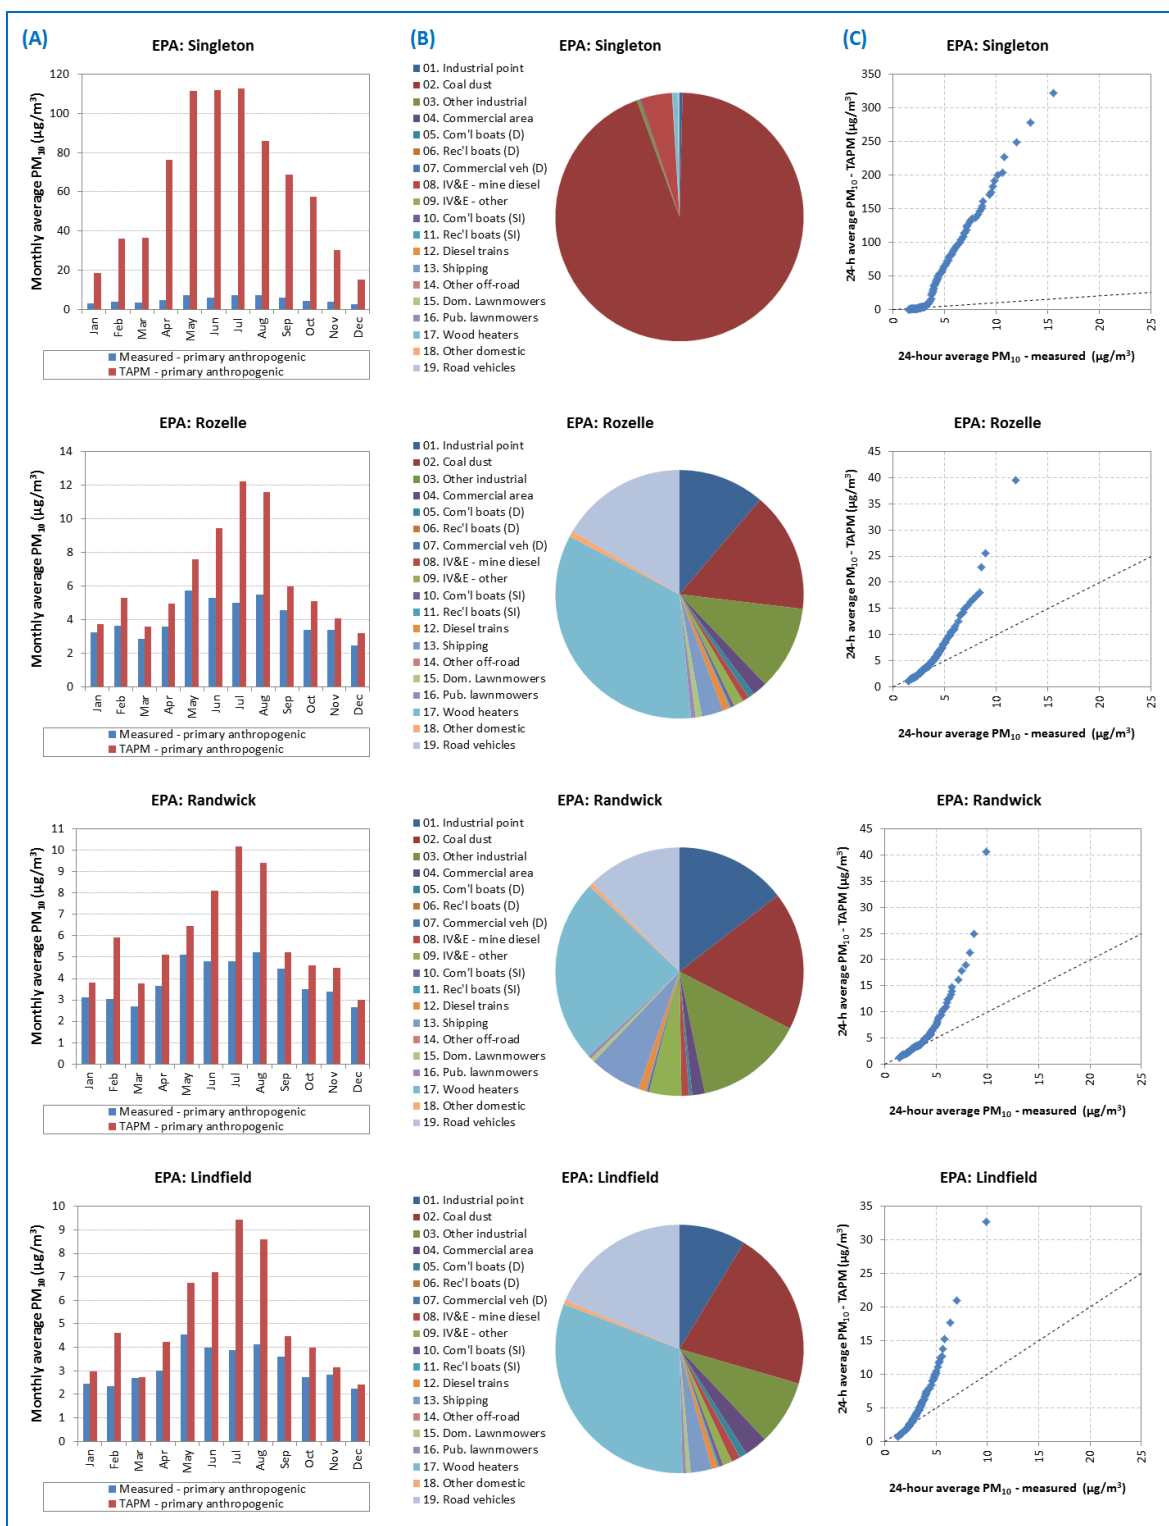 (A)
(B)
(C)
EPA: Singleton
Monthly average PM₁₀ (µg/m³)
120
100
80
60
40
20
0
Jan
Feb
Mar
Apr
May
Jun
Jul
Aug
Sep
Oct
Nov
Dec
Measured - primary anthropogenic
TAPM - primary anthropogenic
EPA: Singleton
01. Industrial point
02. Coal dust
03. Other industrial
04. Commercial area
05. Com'l boats (D)
06. Rec'l boats (D)
07. Commercial veh (D)
08. IV&E - mine diesel
09. IV&E - other
10. Com'l boats (SI)
11. Rec'l boats (SI)
12. Diesel trains
13. Shipping
14. Other off-road
15. Dom. Lawnmowers
16. Pub. lawnmowers
17. Wood heaters
18. Other domestic
19. Road vehicles
EPA: Singleton
24-h average PM₁₀ - TAPM (µg/m³)
350
300
250
200
150
100
50
0
0
5
10
15
20
25
24-hour average PM₁₀ - measured (µg/m³)
EPA: Rozelle
Monthly average PM₁₀ (µg/m³)
14
12
10
8
6
4
2
0
Jan
Feb
Mar
Apr
May
Jun
Jul
Aug
Sep
Oct
Nov
Dec
Measured - primary anthropogenic
TAPM - primary anthropogenic
EPA: Rozelle
01. Industrial point
02. Coal dust
03. Other industrial
04. Commercial area
05. Com'l boats (D)
06. Rec'l boats (D)
07. Commercial veh (D)
08. IV&E - mine diesel
09. IV&E - other
10. Com'l boats (SI)
11. Rec'l boats (SI)
12. Diesel trains
13. Shipping
14. Other off-road
15. Dom. Lawnmowers
16. Pub. lawnmowers
17. Wood heaters
18. Other domestic
19. Road vehicles
EPA: Rozelle
24-h average PM₁₀ - TAPM (µg/m³)
45
40
35
30
25
20
15
10
5
0
0
5
10
15
20
25
24-hour average PM₁₀ - measured (µg/m³)
EPA: Randwick
Monthly average PM₁₀ (µg/m³)
11
10
9
8
7
6
5
4
3
2
1
0
Jan
Feb
Mar
Apr
May
Jun
Jul
Aug
Sep
Oct
Nov
Dec
Measured - primary anthropogenic
TAPM - primary anthropogenic
EPA: Randwick
01. Industrial point
02. Coal dust
03. Other industrial
04. Commercial area
05. Com'l boats (D)
06. Rec'l boats (D)
07. Commercial veh (D)
08. IV&E - mine diesel
09. IV&E - other
10. Com'l boats (SI)
11. Rec'l boats (SI)
12. Diesel trains
13. Shipping
14. Other off-road
15. Dom. Lawnmowers
16. Pub. lawnmowers
17. Wood heaters
18. Other domestic
19. Road vehicles
EPA: Randwick
24-h average PM₁₀ - TAPM (µg/m³)
45
40
35
30
25
20
15
10
5
0
0
5
10
15
20
25
24-hour average PM₁₀ - measured (µg/m³)
EPA: Lindfield
Monthly average PM₁₀ (µg/m³)
10
9
8
7
6
5
4
3
2
1
0
Jan
Feb
Mar
Apr
May
Jun
Jul
Aug
Sep
Oct
Nov
Dec
Measured - primary anthropogenic
TAPM - primary anthropogenic
EPA: Lindfield
01. Industrial point
02. Coal dust
03. Other industrial
04. Commercial area
05. Com'l boats (D)
06. Rec'l boats (D)
07. Commercial veh (D)
08. IV&E - mine diesel
09. IV&E - other
10. Com'l boats (SI)
11. Rec'l boats (SI)
12. Diesel trains
13. Shipping
14. Other off-road
15. Dom. Lawnmowers
16. Pub. lawnmowers
17. Wood heaters
18. Other domestic
19. Road vehicles
EPA: Lindfield
24-h average PM₁₀ - TAPM (µg/m³)
35
30
25
20
15
10
5
0
0
5
10
15
20
25
24-hour average PM₁₀ - measured (µg/m³)